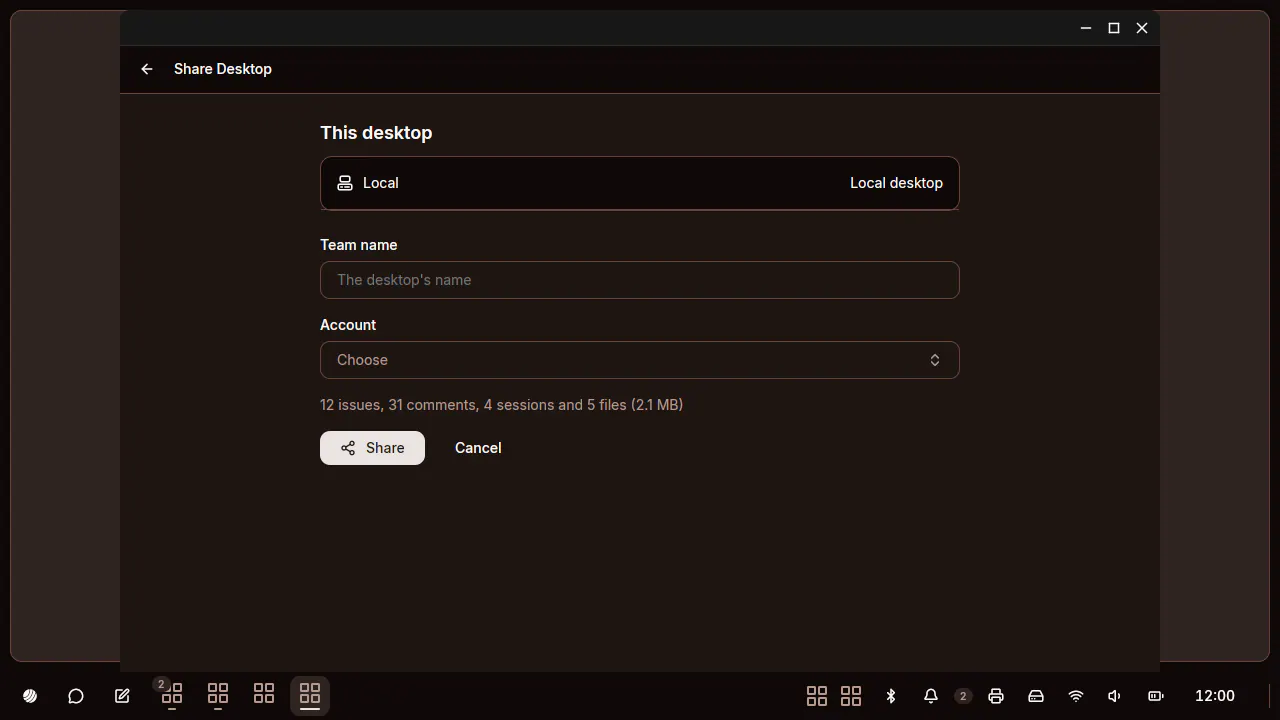 Share Desktop
This desktop
Local
Local desktop
Team name
The desktop's name
Account
Choose
12 issues, 31 comments, 4 sessions and 5 files (2.1 MB)
Share
Cancel
2
2
12:00